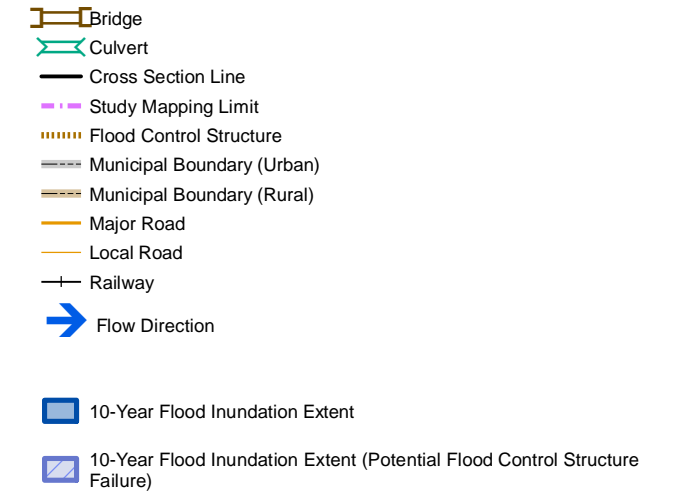 Bridge
Culvert
Cross Section Line
Study Mapping Limit
Flood Control Structure
Municipal Boundary (Urban)
Municipal Boundary (Rural)
Major Road
Local Road
Railway
Flow Direction
10-Year Flood Inundation Extent
10-Year Flood Inundation Extent (Potential Flood Control Structure
Failure)